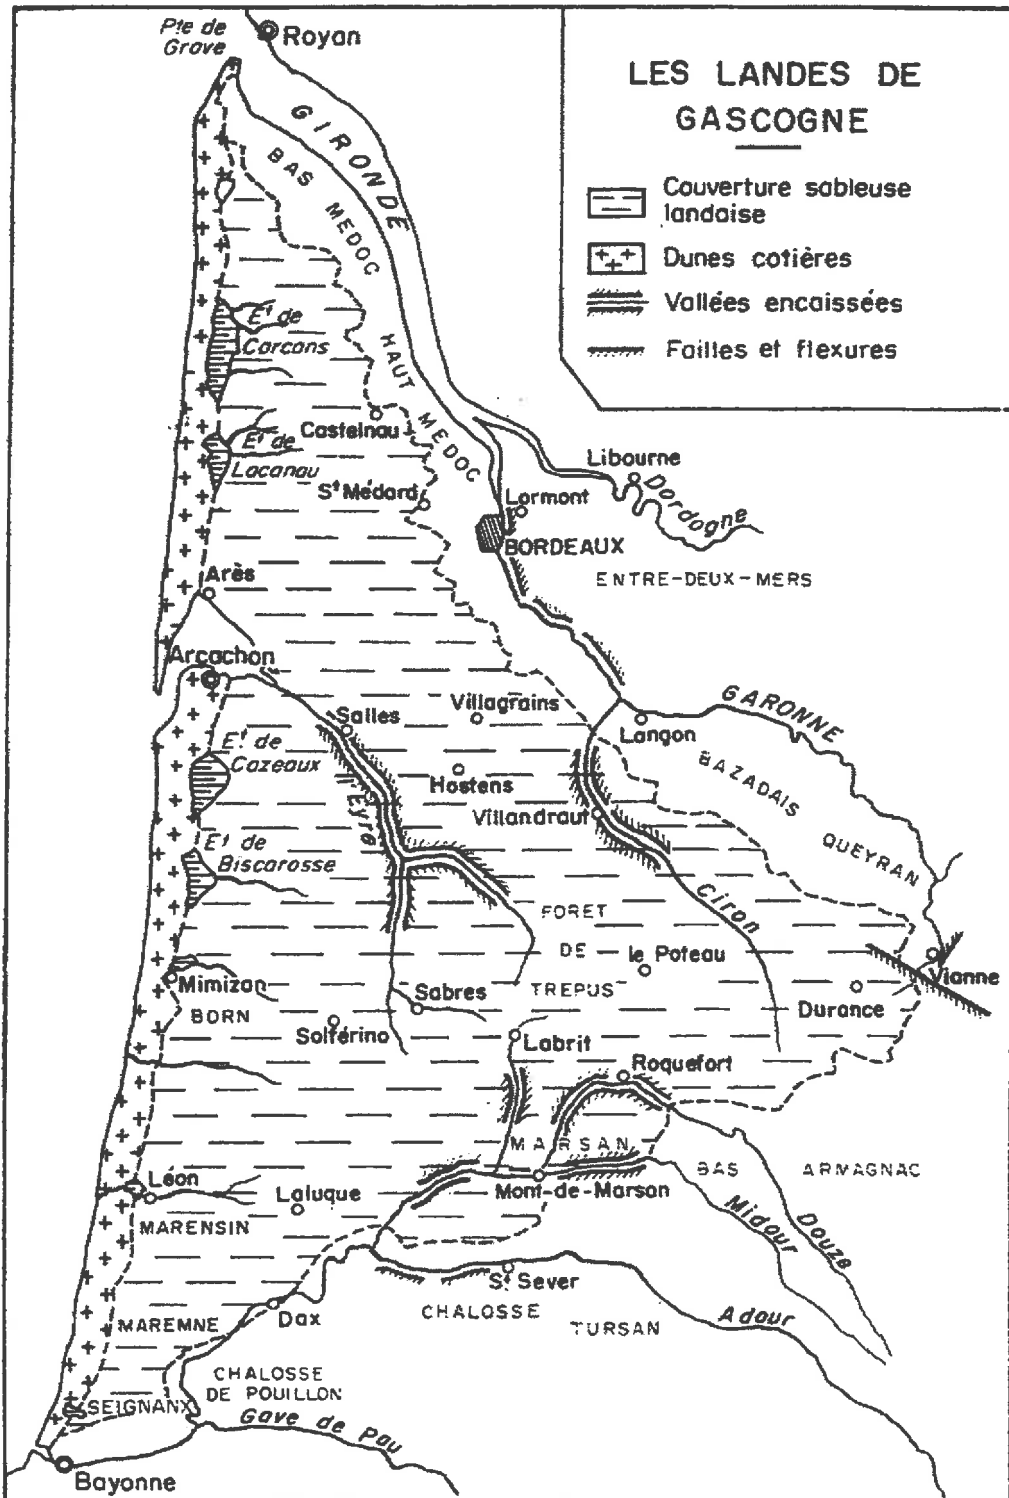 Pte de
Grave
Royan
LES LANDES DE
GASCOGNE
Couverture sableuse
landaise
Dunes cotières
Vallées encaissées
Failles et flexures
GIRONDE
BAS MEDOC
HAUT MEDOC
Et de
Carcans
Castelnau
Et de
Lacanau
St Médard
Libourne
Dordogne
Lormont
BORDEAUX
ENTRE-DEUX-MERS
Arès
Arcachon
Salles
Villagrains
Langon
GARONNE
Et de
Cazeaux
Hostens
BAZADAIS
Eyre
Villandraut
QUEYRAN
Et de
Biscarosse
Ciron
FORET
DE
TREPUS
le Poteau
Vianne
Mimizan
Durance
BORN
Sabres
Solférino
Labrit
Roquefort
MARSAN
BAS ARMAGNAC
Léon
Mont-de-Marsan
Laluque
MARENSIN
Midour
Douze
St Sever
Dax
CHALOSSE
Adour
MAREMNE
TURSAN
CHALOSSE
DE POUILLON
SEIGNANX
Gave de Pau
Bayonne